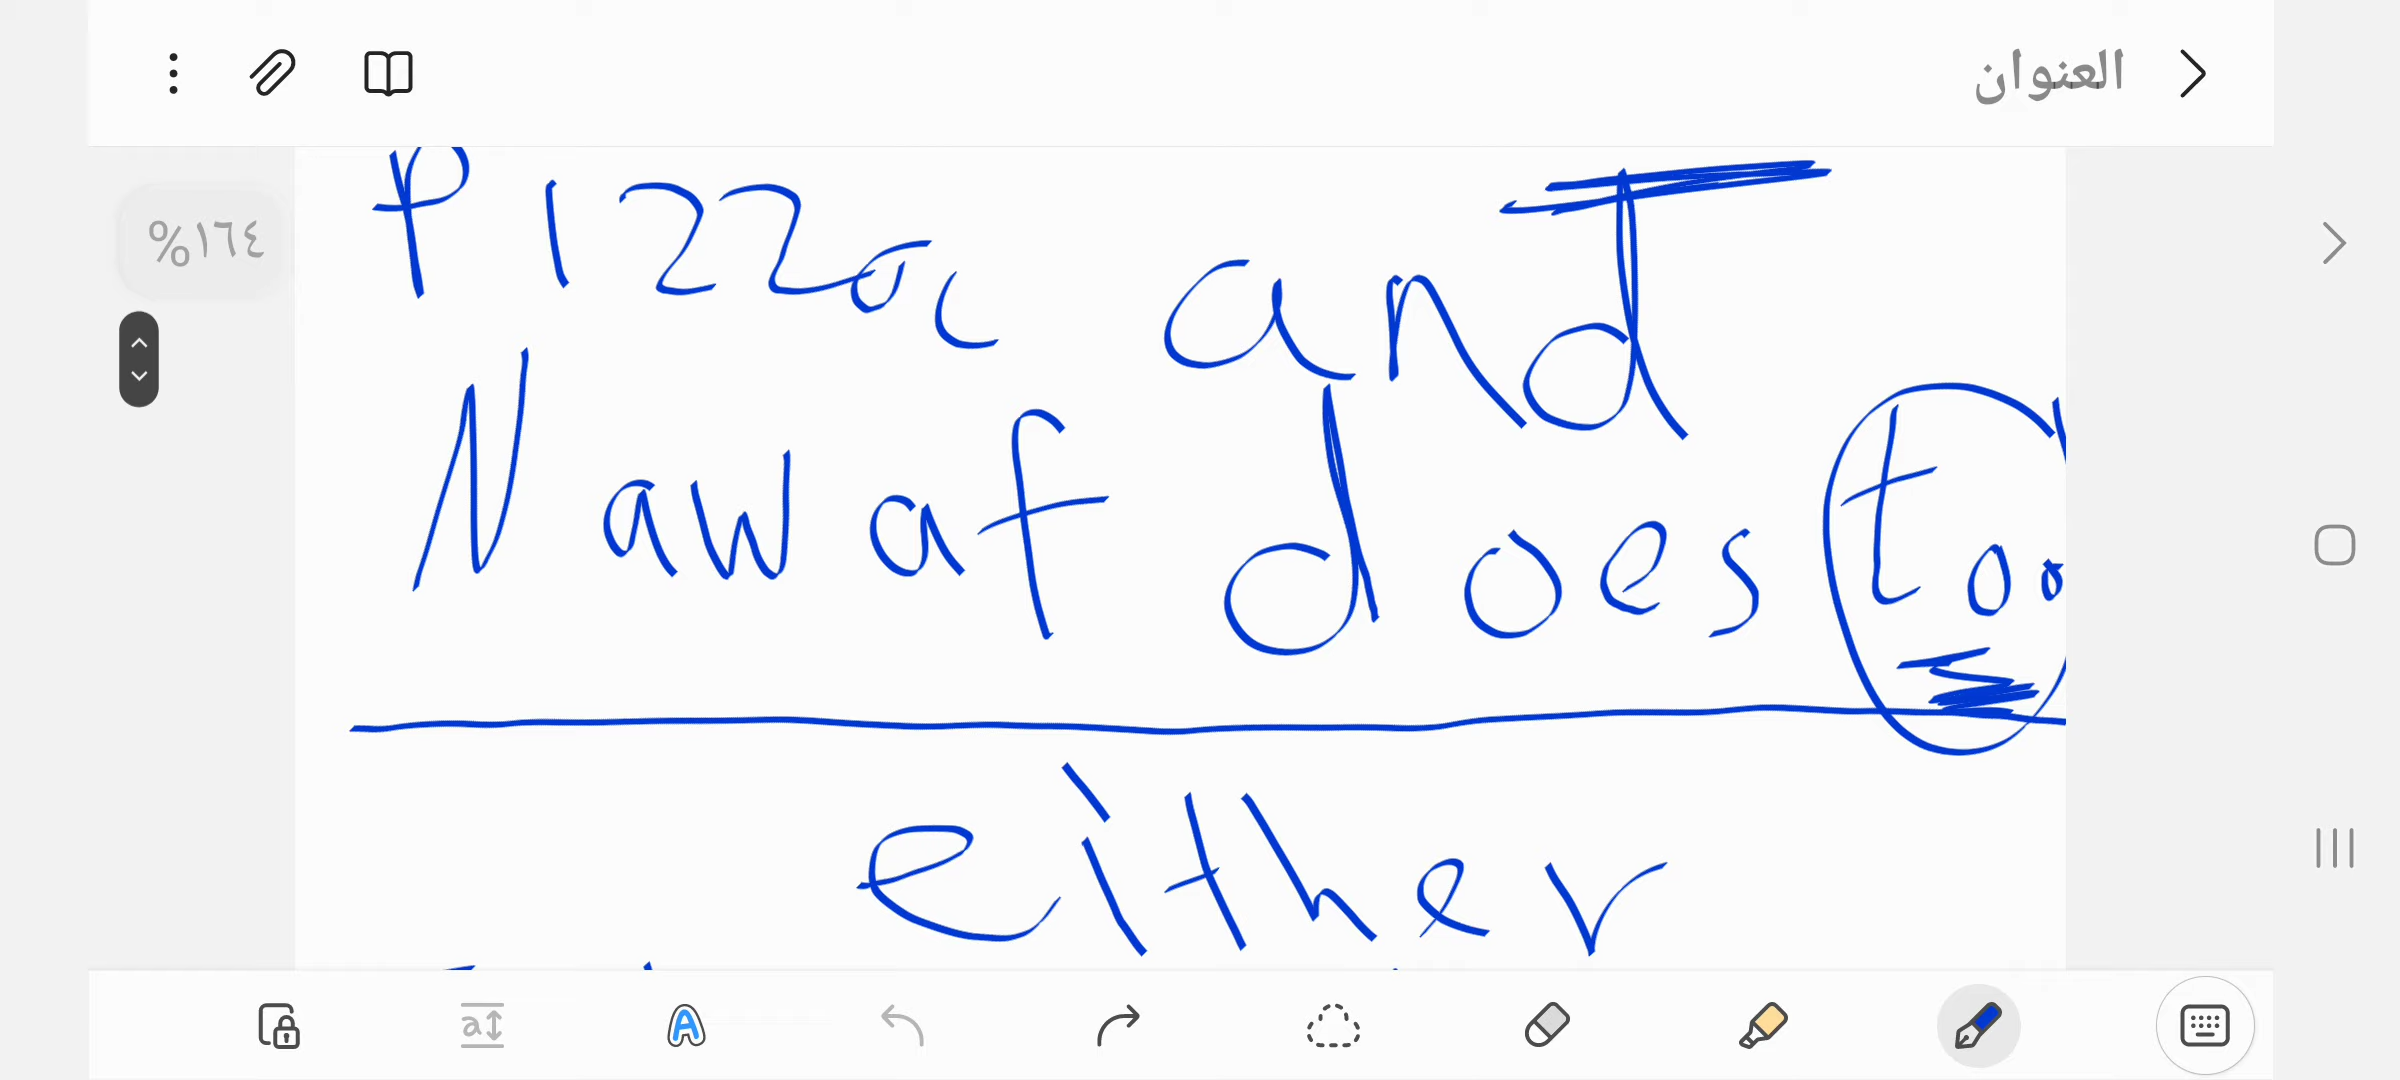 العنوان
%١٦٤
Pizza and
Nawaf does too
either